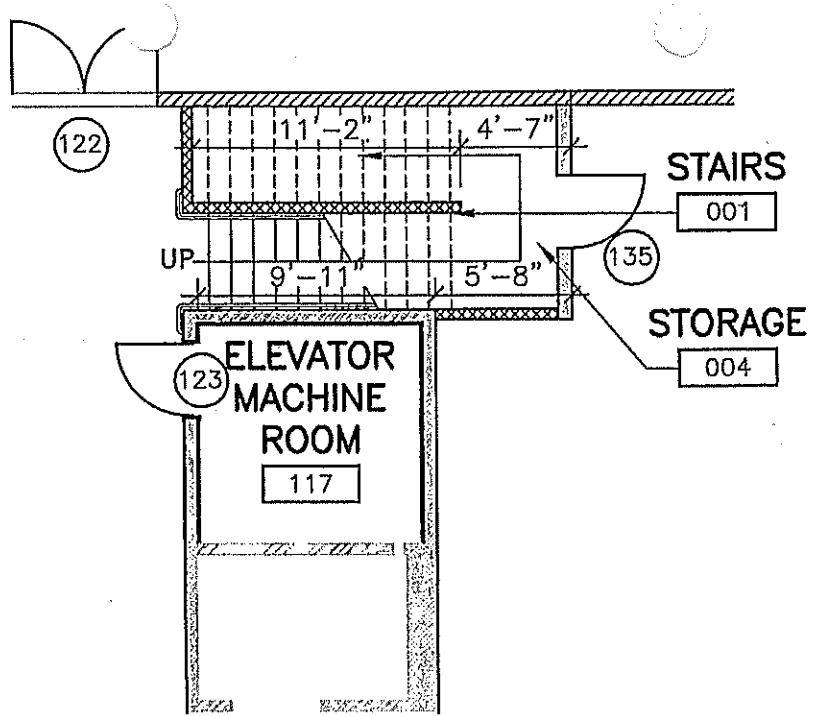 122
11'-2"
4'-7"
STAIRS
001
UP
9'-11"
5'-8"
135
STORAGE
004
123
ELEVATOR
MACHINE
ROOM
117